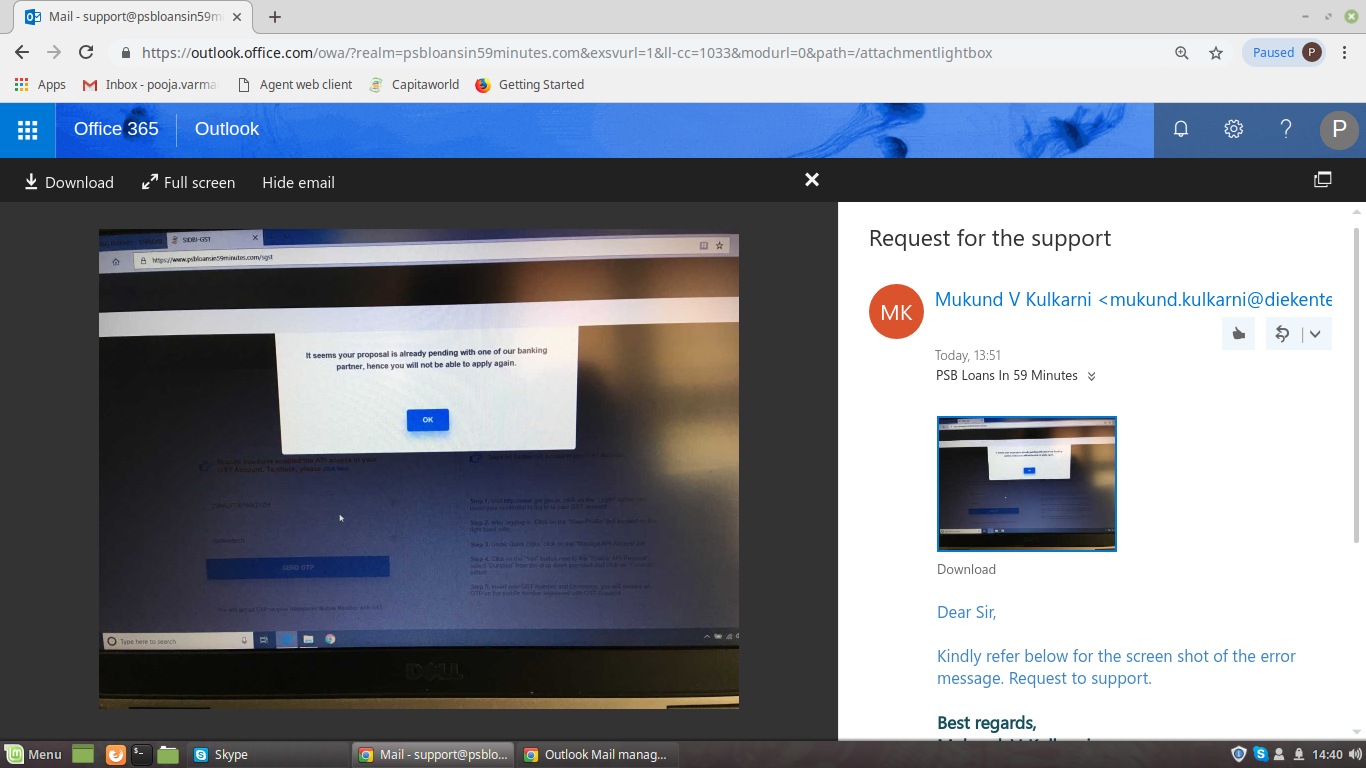 Mail - support@psbloansin59m
https://outlook.office.com/owa/?realm=psbloansin59minutes.com&exsvurl=1&ll-cc=1033&modurl=0&path=/attachmentlightbox
Paused P
Apps Inbox - pooja.varma Agent web client Capitaworld Getting Started
Office 365 Outlook P
Download Full screen Hide email
SIDBI-GST
https://www.psbloansin59minutes.com/sgst
It seems your proposal is already pending with one of our banking
partner, hence you will not be able to apply again.
OK
SEND OTP
Type here to search
DELL
Request for the support
MK
Mukund V Kulkarni <mukund.kulkarni@diekente
Today, 13:51
PSB Loans In 59 Minutes
Download
Dear Sir,
Kindly refer below for the screen shot of the error
message. Request to support.
Best regards,
Menu Skype Mail - support@psblo... Outlook Mail manag... 14:40